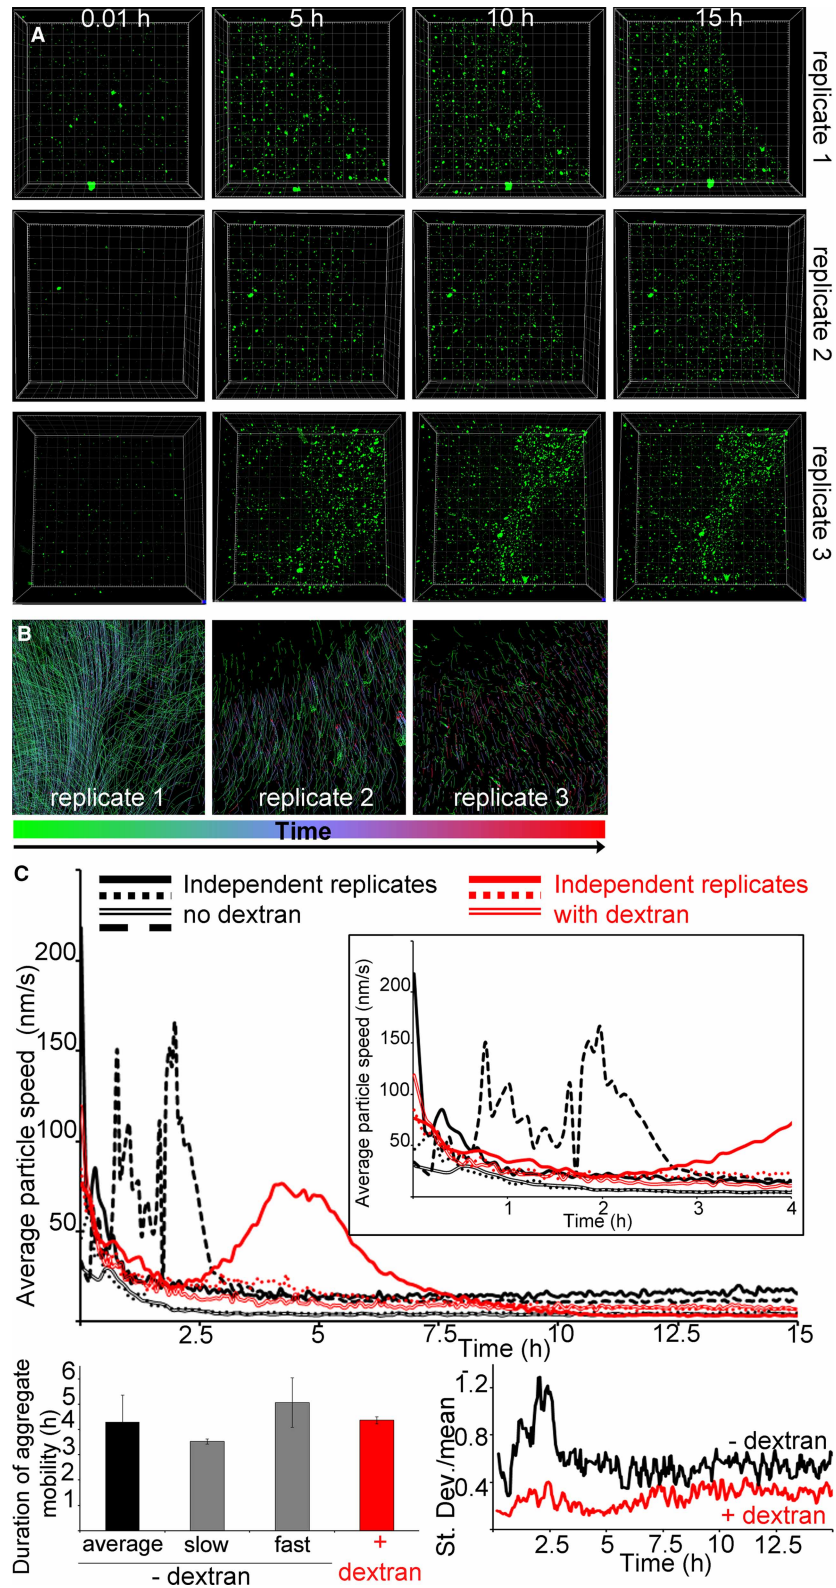 A
0.01 h 5 h 10 h 15 h
replicate 1
replicate 2
replicate 3
B
replicate 1 replicate 2 replicate 3
Time
C
Independent replicates
no dextran
Independent replicates
with dextran
Average particle speed (nm/s)
200
150
100
50
2.5 5 7.5 10 12.5 15
Time (h)
Average particle speed (nm/s)
200
150
100
50
1 2 3 4
Time (h)
Duration of aggregate
mobility (h)
6
5
4
3
2
1
average slow fast +
- dextran dextran
St. Dev./mean
1.2
0.8
0.4
- dextran
+ dextran
2.5 5 7.5 10 12.5
Time (h)